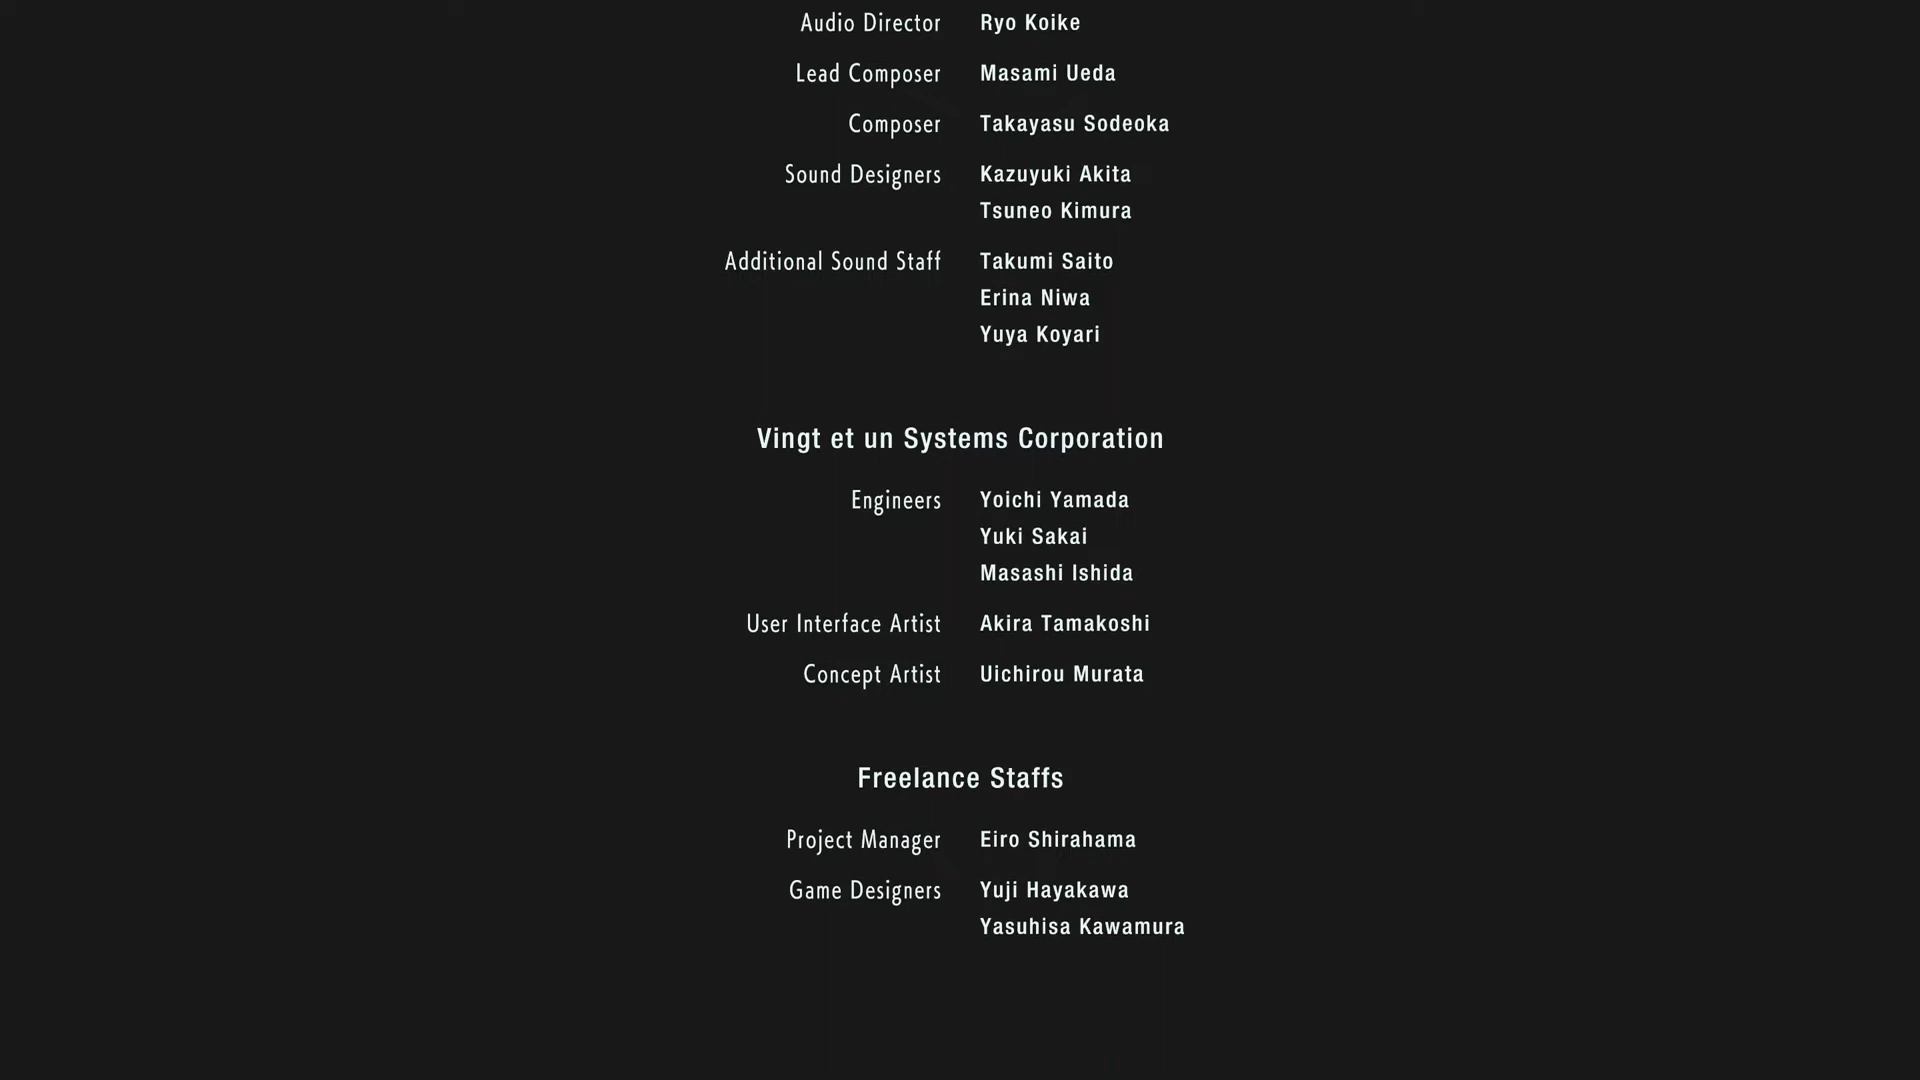 Audio Director Ryo Koike
Lead Composer Masami Ueda
Composer Takayasu Sodeoka
Sound Designers Kazuyuki Akita
Tsuneo Kimura
Additional Sound Staff Takumi Saito
Erina Niwa
Yuya Koyari
Vingt et un Systems Corporation
Engineers Yoichi Yamada
Yuki Sakai
Masashi Ishida
User Interface Artist Akira Tamakoshi
Concept Artist Uichirou Murata
Freelance Staffs
Project Manager Eiro Shirahama
Game Designers Yuji Hayakawa
Yasuhisa Kawamura